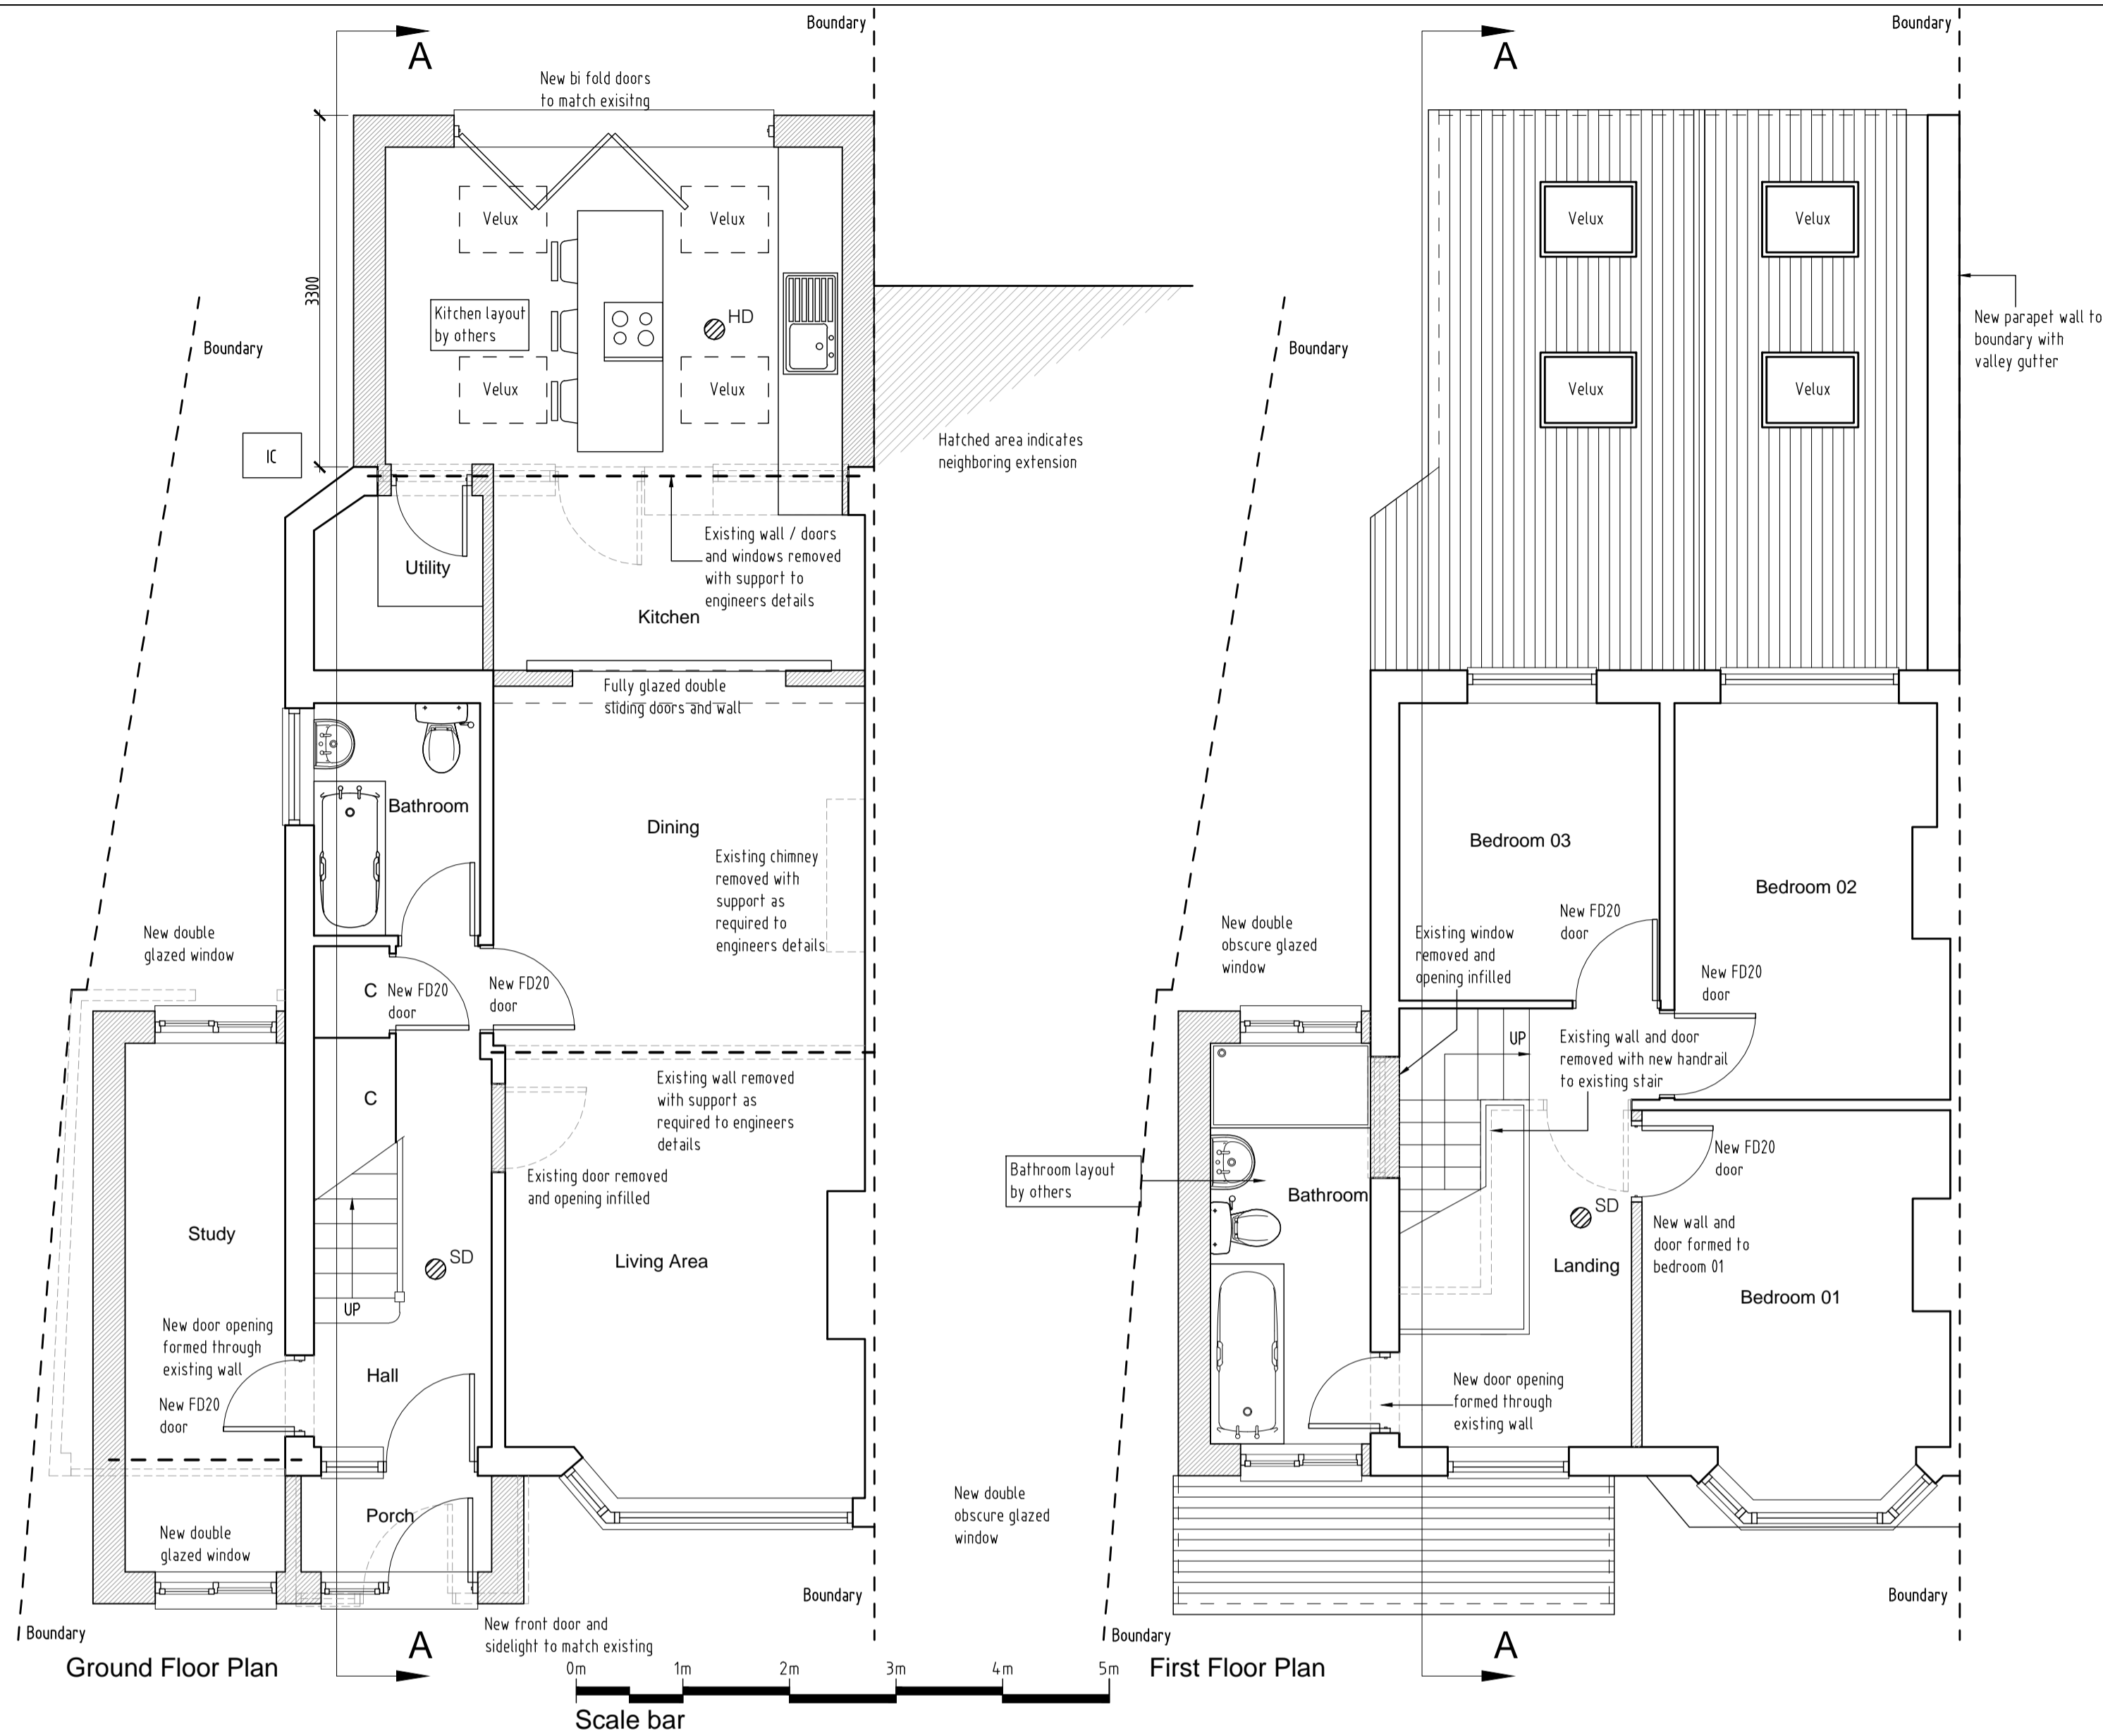 Boundary
A
New bi fold doors
to match exisitng
Velux
Velux
3300
Kitchen layout
by others
HD
Velux
Velux
Boundary
IC
Hatched area indicates
neighboring extension
Existing wall / doors
and windows removed
with support to
engineers details
Utility
Kitchen
Fully glazed double
sliding doors and wall
Bathroom
Dining
Existing chimney
removed with
support as
required to
engineers details
New double
glazed window
C
New FD20
door
New FD20
door
C
Existing wall removed
with support as
required to engineers
details
Existing door removed
and opening infilled
Study
SD
Living Area
UP
New door opening
formed through
existing wall
Hall
New FD20
door
Porch
New double
glazed window
Boundary
New front door and
sidelight to match existing
Boundary
A
Ground Floor Plan
0m
1m
2m
3m
4m
5m
Scale bar
Boundary
A
Velux
Velux
New parapet wall to
boundary with
valley gutter
Boundary
Velux
Velux
Bedroom 03
Bedroom 02
New double
obscure glazed
window
Existing window
removed and
opening infilled
New FD20
door
New FD20
door
UP
Existing wall and door
removed with new handrail
to existing stair
New FD20
door
Bathroom layout
by others
Bathroom
SD
New wall and
door formed to
bedroom 01
Landing
Bedroom 01
New door opening
formed through
existing wall
New double
obscure glazed
window
Boundary
Boundary
A
First Floor Plan